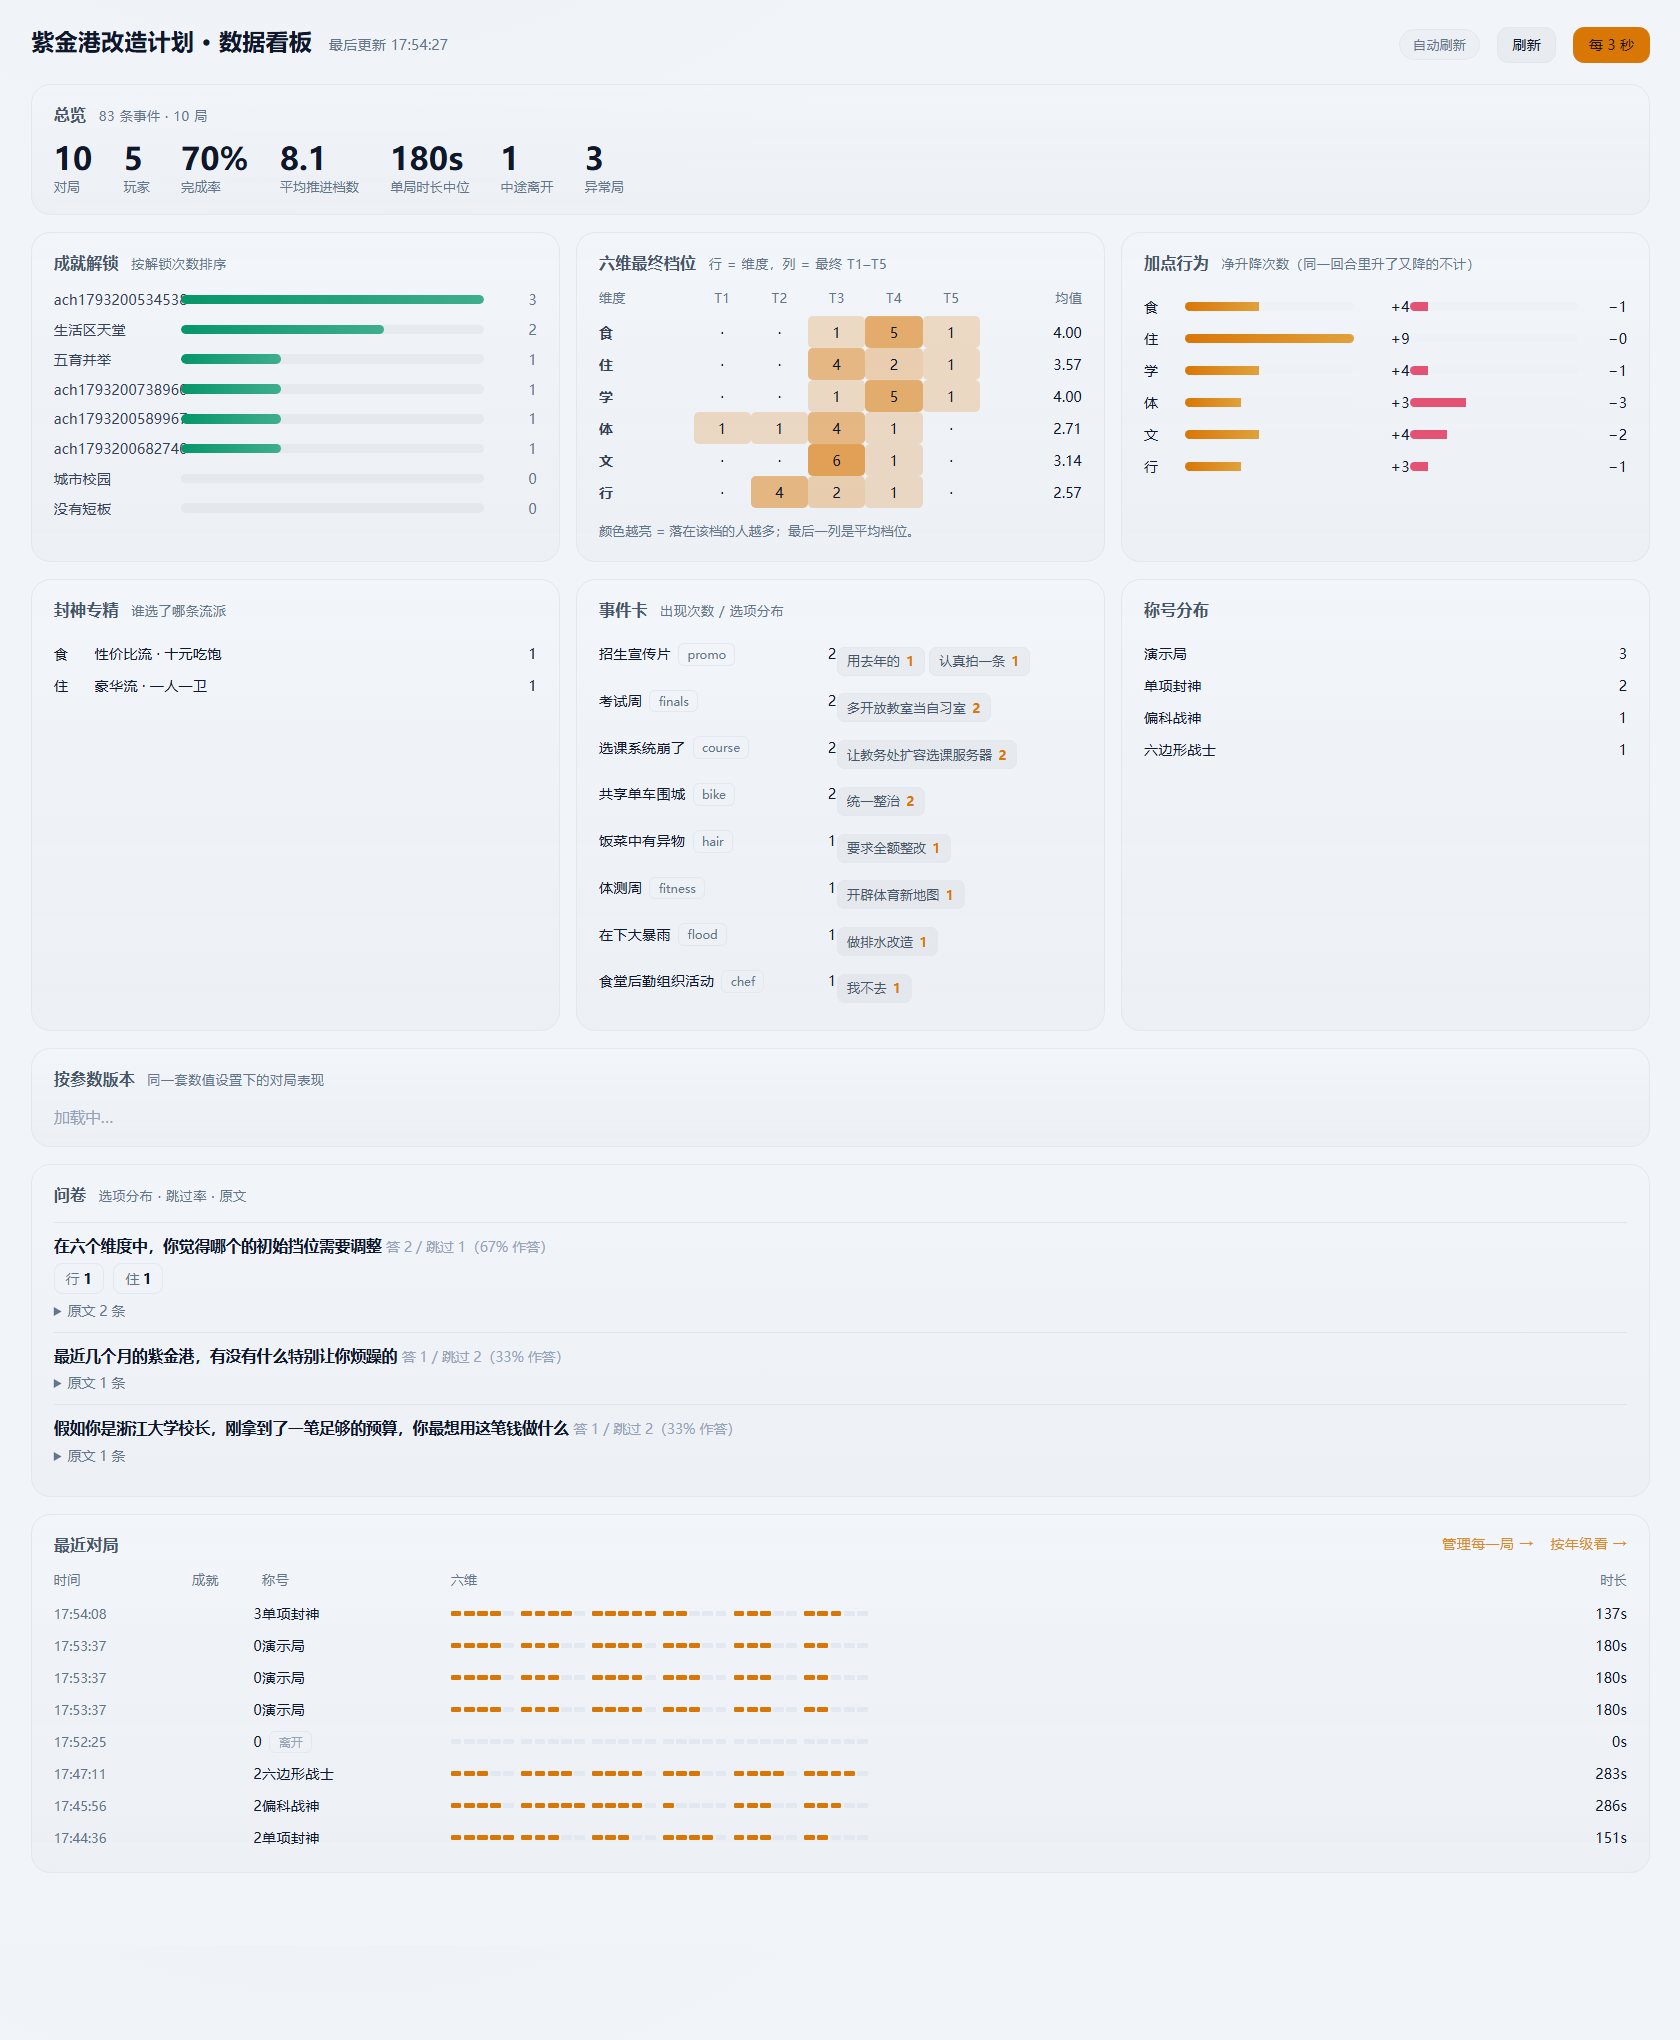 紫金港改造计划 • 数据看板 最后更新 17:54:27 自动刷新 刷新 每 3 秒
总览 83 条事件 · 10 局
10 5 70% 8.1 180s 1 3
对局 玩家 完成率 平均推进档数 单局时长中位 中途离开 异常局
成就解锁 按解锁次数排序
ach1793200534538 3
生活区天堂 2
五育并举 1
ach1793200738966 1
ach1793200589967 1
ach1793200682746 1
城市校园 0
没有短板 0
六维最终档位 行 = 维度，列 = 最终 T1–T5
维度 T1 T2 T3 T4 T5 均值
食 · · 1 5 1 4.00
住 · · 4 2 1 3.57
学 · · 1 5 1 4.00
体 1 1 4 1 · 2.71
文 · · 6 1 · 3.14
行 · 4 2 1 · 2.57
颜色越亮 = 落在该档的人越多；最后一列是平均档位。
加点行为 净升降次数（同一回合里升了又降的不计）
食 +4 −1
住 +9 −0
学 +4 −1
体 +3 −3
文 +4 −2
行 +3 −1
封神专精 谁选了哪条流派
食 性价比流 · 十元吃饱 1
住 豪华流 · 一人一卫 1
事件卡 出现次数 / 选项分布
招生宣传片 promo 2 用去年的 1 认真拍一条 1
考试周 finals 2 多开放教室当自习室 2
选课系统崩了 course 2 让教务处扩容选课服务器 2
共享单车围城 bike 2 统一整治 2
饭菜中有异物 hair 1 要求全额整改 1
体测周 fitness 1 开辟体育新地图 1
在下大暴雨 flood 1 做排水改造 1
食堂后勤组织活动 chef 1 我不去 1
称号分布
演示局 3
单项封神 2
偏科战神 1
六边形战士 1
按参数版本 同一套数值设置下的对局表现
加载中...
问卷 选项分布 · 跳过率 · 原文
在六个维度中，你觉得哪个的初始挡位需要调整 答 2 / 跳过 1（67% 作答）
行 1 住 1
▶ 原文 2 条
最近几个月的紫金港，有没有什么特别让你烦躁的 答 1 / 跳过 2（33% 作答）
▶ 原文 1 条
假如你是浙江大学校长，刚拿到了一笔足够的预算，你最想用这笔钱做什么 答 1 / 跳过 2（33% 作答）
▶ 原文 1 条
最近对局 管理每一局 → 按年级看 →
时间 成就 称号 六维 时长
17:54:08 3 单项封神 137s
17:53:37 0 演示局 180s
17:53:37 0 演示局 180s
17:53:37 0 演示局 180s
17:52:25 0 离开 0s
17:47:11 2 六边形战士 283s
17:45:56 2 偏科战神 286s
17:44:36 2 单项封神 151s